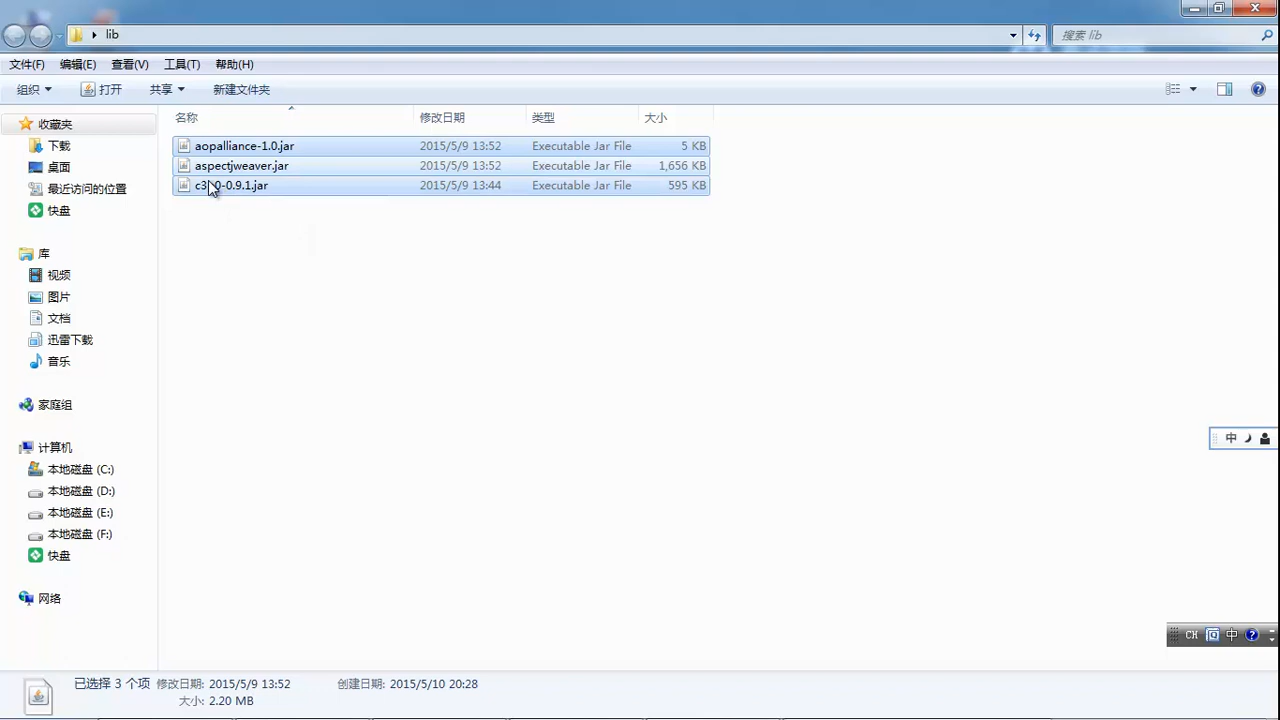 lib
搜索 lib
文件(F) 编辑(E) 查看(V) 工具(T) 帮助(H)
组织 打开 共享 新建文件夹
名称 修改日期 类型 大小
收藏夹
下载
桌面
最近访问的位置
快盘
库
视频
图片
文档
迅雷下载
音乐
家庭组
计算机
本地磁盘 (C:)
本地磁盘 (D:)
本地磁盘 (E:)
本地磁盘 (F:)
快盘
网络
aopalliance-1.0.jar 2015/5/9 13:52 Executable Jar File 5 KB
aspectjweaver.jar 2015/5/9 13:52 Executable Jar File 1,656 KB
2015/5/9 13:44 Executable Jar File 595 KB
中
CH 中
已选择 3 个项 修改日期: 2015/5/9 13:52 创建日期: 2015/5/10 20:28
大小: 2.20 MB